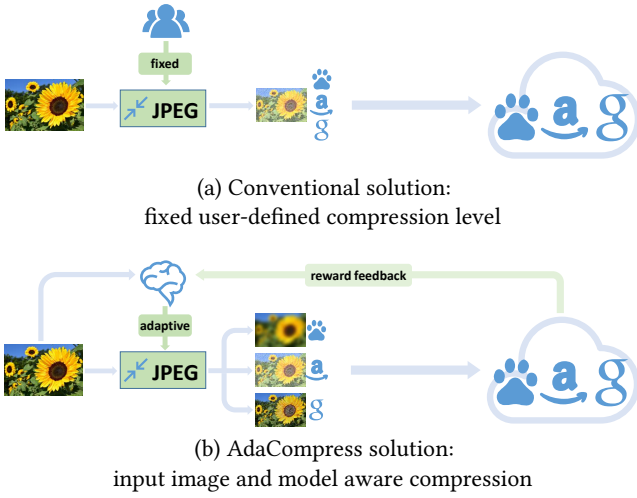 fixed
JPEG
a
g
a g
(a) Conventional solution:
fixed user-defined compression level
reward feedback
adaptive
JPEG
a
g
a g
(b) AdaCompress solution:
input image and model aware compression